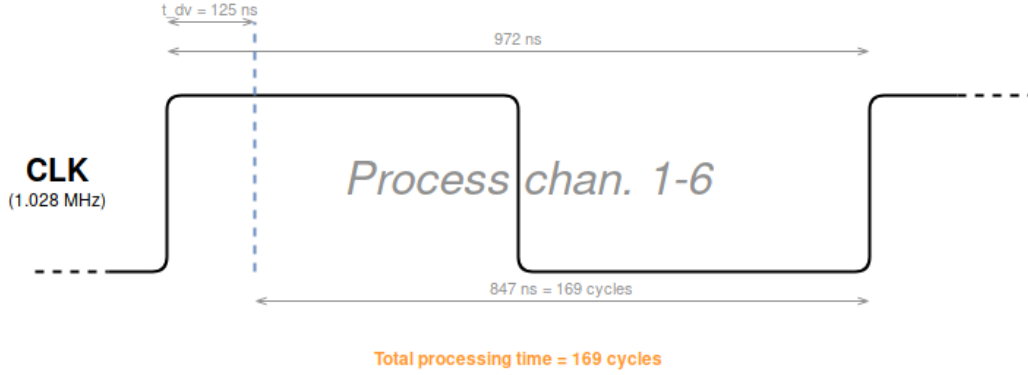 t_dv = 125 ns
972 ns
CLK
(1.028 MHz)
Process chan. 1-6
847 ns = 169 cycles
Total processing time = 169 cycles